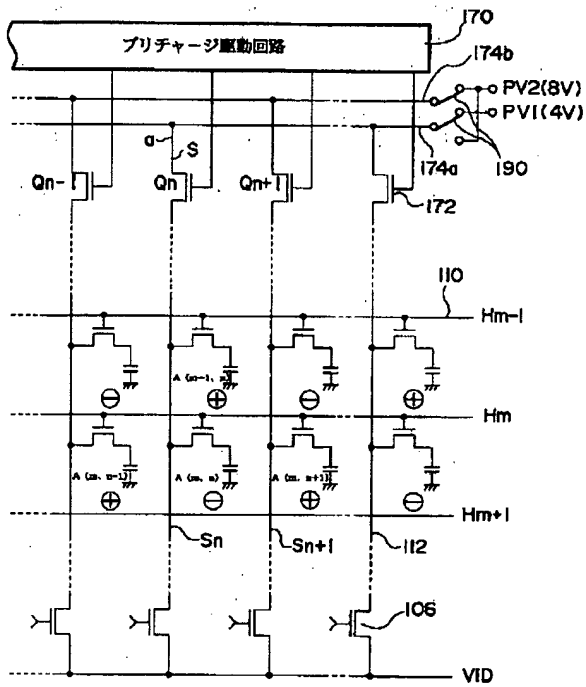 170
プリチャージ駆動回路
174b
PV2(8V)
PV1(4V)
a
S
174a
190
Qn-1
Qn
Qn+1
172
110
Hm-1
A (m-1, n)
⊖
⊕
⊖
⊕
Hm
A (m, n-1)
A (m, n)
A (m, n+1)
⊕
⊖
⊕
⊖
Hm+1
Sn
Sn+1
112
106
VID